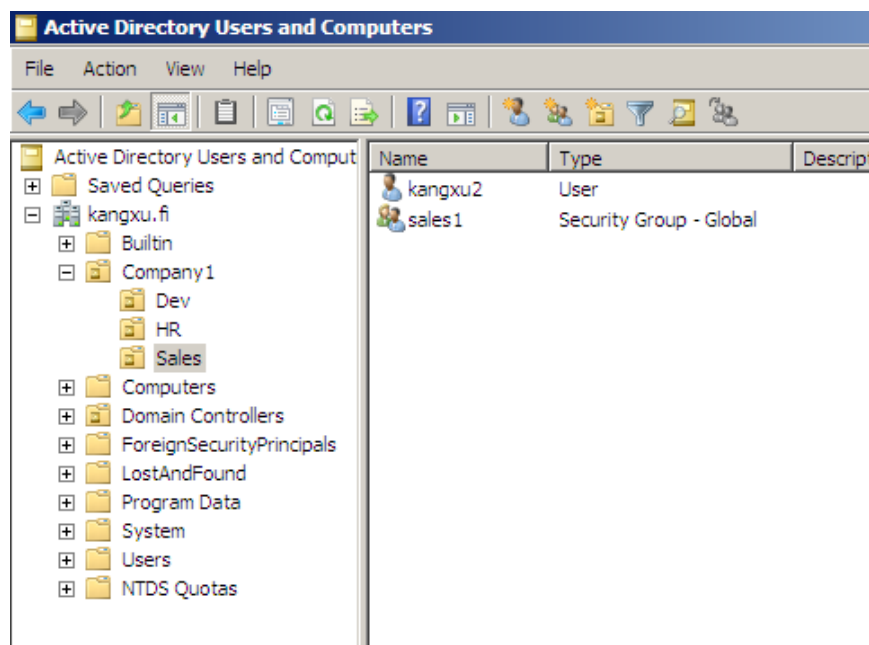 Active Directory Users and Computers
File Action View Help
Active Directory Users and Comput
Saved Queries
kangxu.fi
Builtin
Company1
Dev
HR
Sales
Computers
Domain Controllers
ForeignSecurityPrincipals
LostAndFound
Program Data
System
Users
NTDS Quotas
Name Type Descript
kangxu2 User
sales1 Security Group - Global